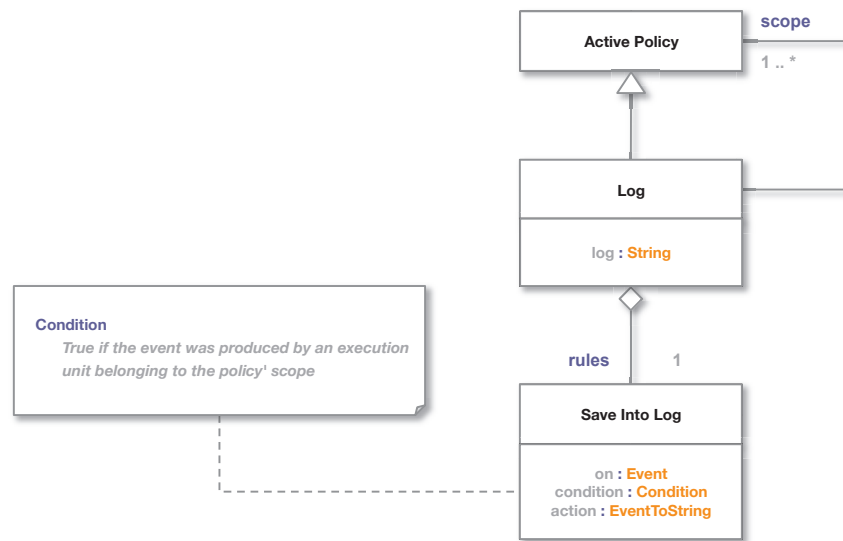 scope
Active Policy
1 .. *
Log
log : String
Condition
True if the event was produced by an execution
unit belonging to the policy' scope
rules
1
Save Into Log
on : Event
condition : Condition
action : EventToString